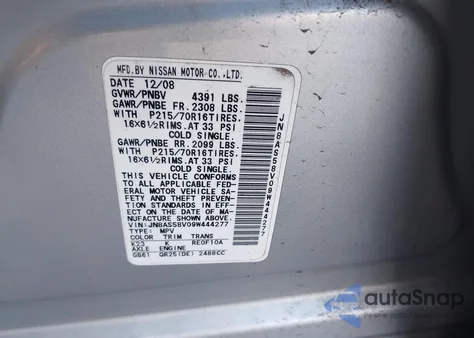 MFD.BY NISSAN MOTOR CO.,LTD.
DATE 12/08
GVWR/PNBV 4391 LBS.
GAWR/PNBE FR. 2308 LBS.
WITH P215/70R16TIRES.
16X6½RIMS.AT 33 PSI
COLD SINGLE.
GAWR/PNBE RR. 2099 LBS.
WITH P215/70R16TIRES.
16X6½RIMS.AT 33 PSI
COLD SINGLE.
THIS VEHICLE CONFORMS
TO ALL APPLICABLE FED-
ERAL MOTOR VEHICLE SA-
FETY AND THEFT PREVEN-
TION STANDARDS IN EFF-
ECT ON THE DATE OF MA-
NUFACTURE SHOWN ABOVE.
VIN:JN8AS58V09W444277
TYPE: MPV
COLOR TRIM TRANS
K23 K RE0F10A
AXLE ENGINE
GB61 QR25(DE) 2488CC
JN8AS58V09W444277
autoSnap